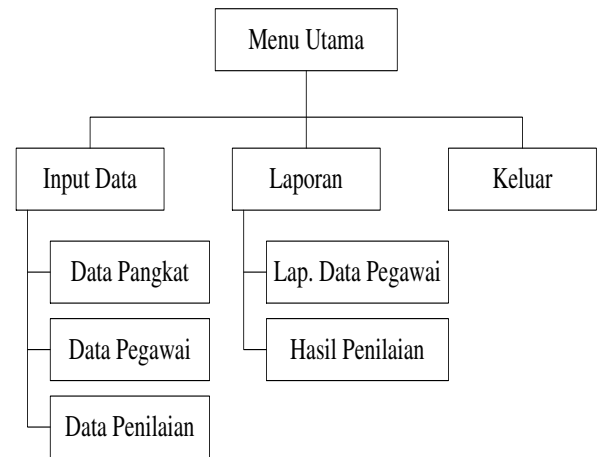 Menu Utama
Input Data
Laporan
Keluar
Data Pangkat
Lap. Data Pegawai
Data Pegawai
Hasil Penilaian
Data Penilaian